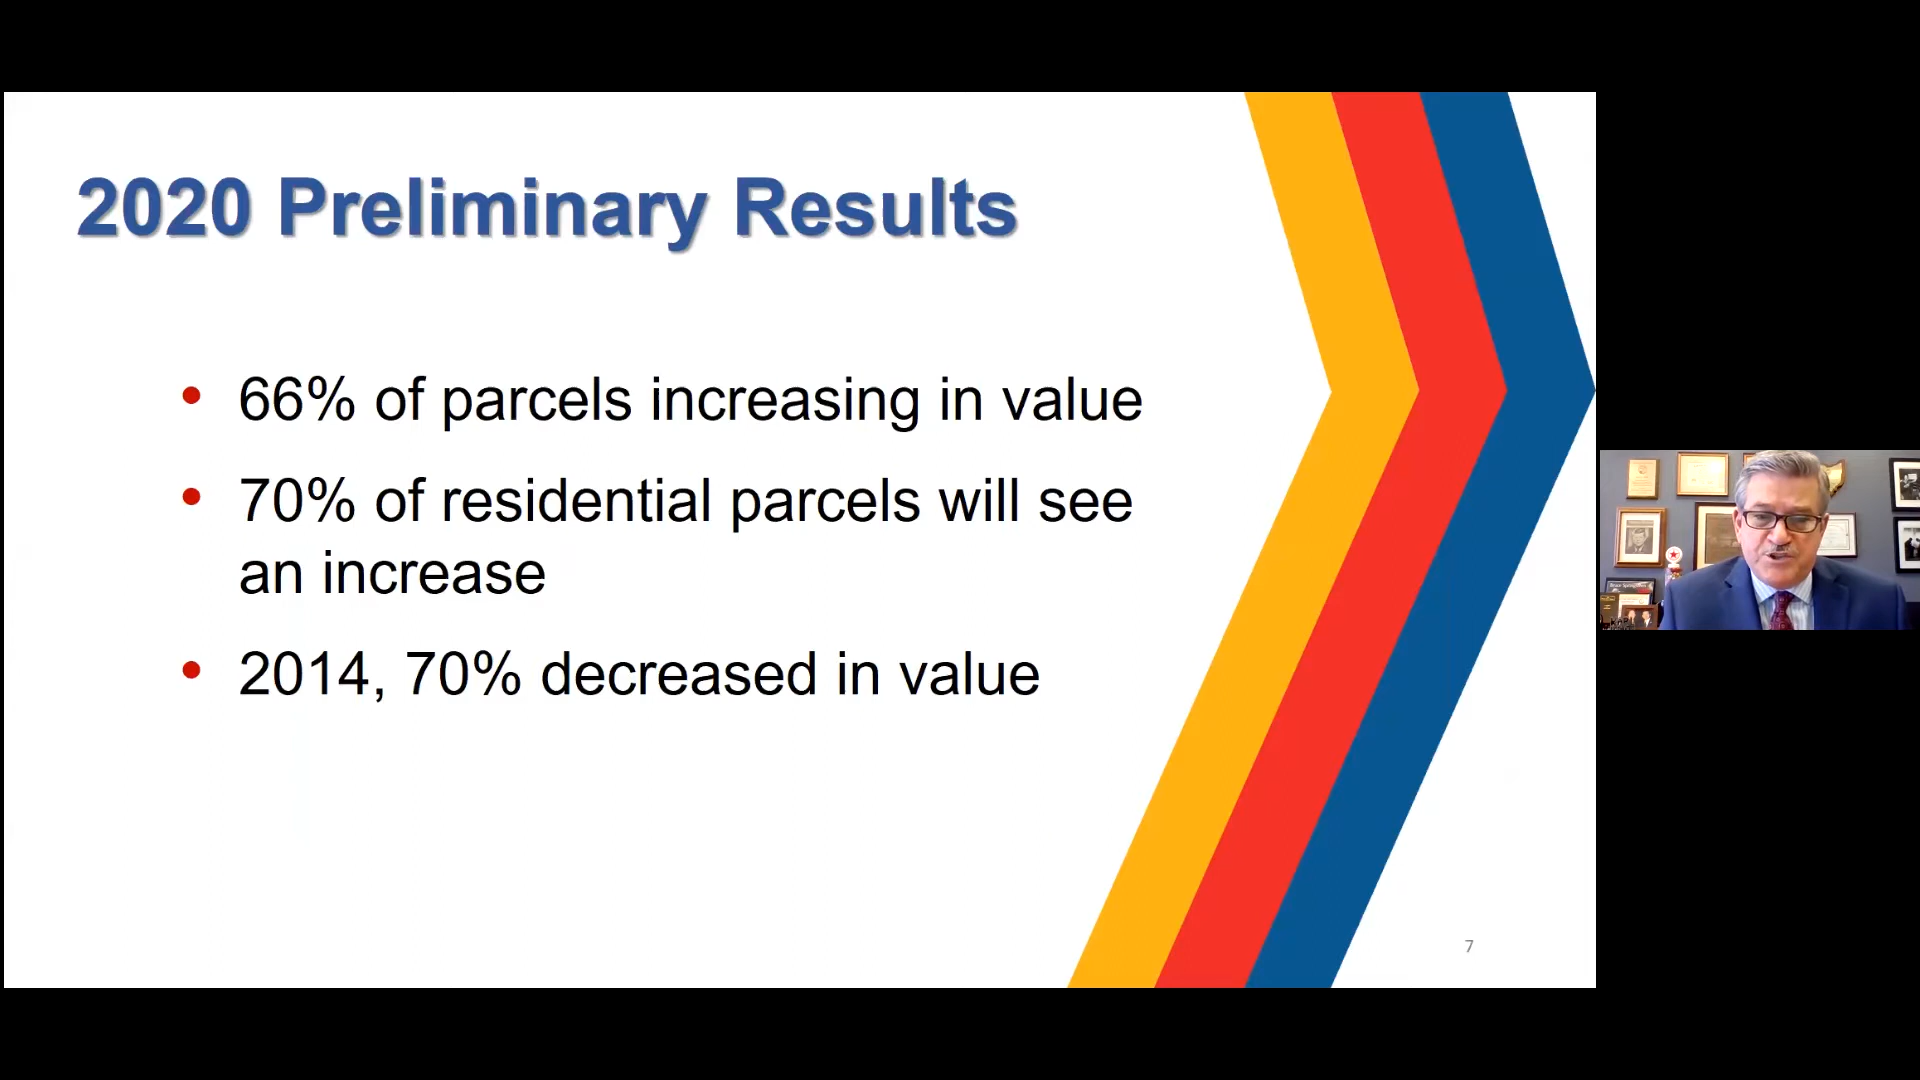 2020 Preliminary Results
• 66% of parcels increasing in value
• 70% of residential parcels will see
an increase
• 2014, 70% decreased in value
7